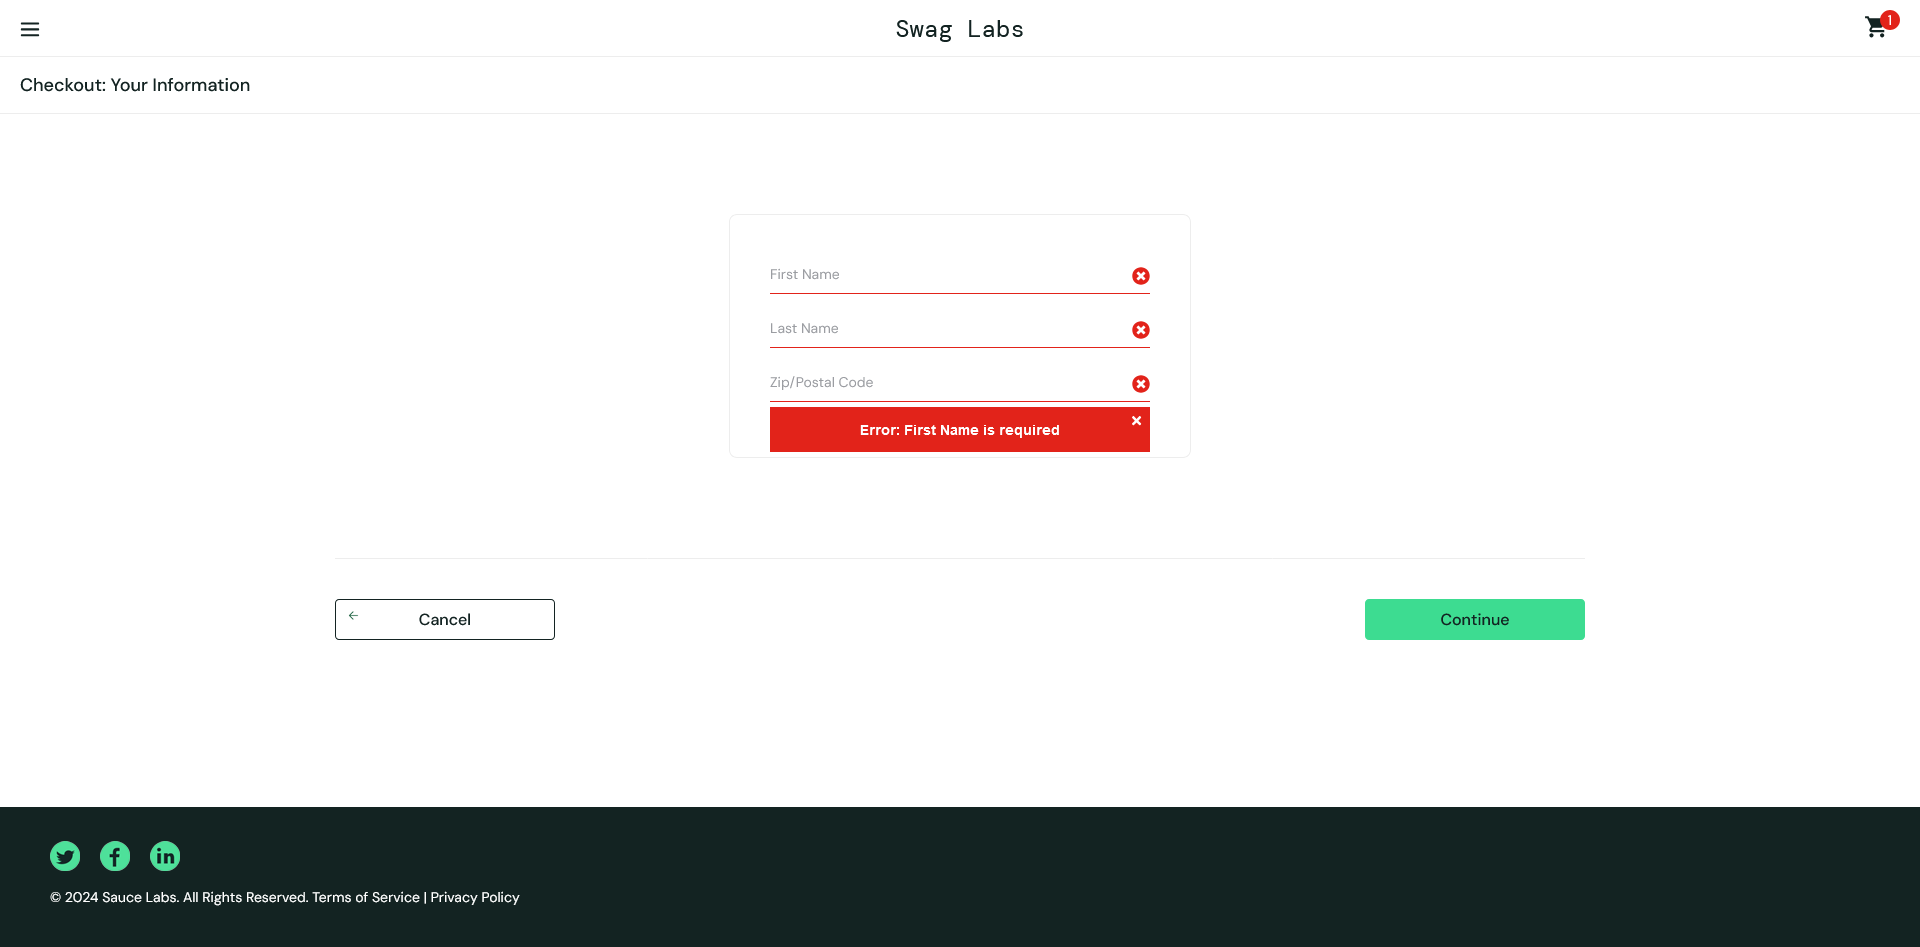 Swag Labs
1
Checkout: Your Information
First Name
Last Name
Zip/Postal Code
Error: First Name is required
Cancel
Continue
© 2024 Sauce Labs. All Rights Reserved. Terms of Service | Privacy Policy